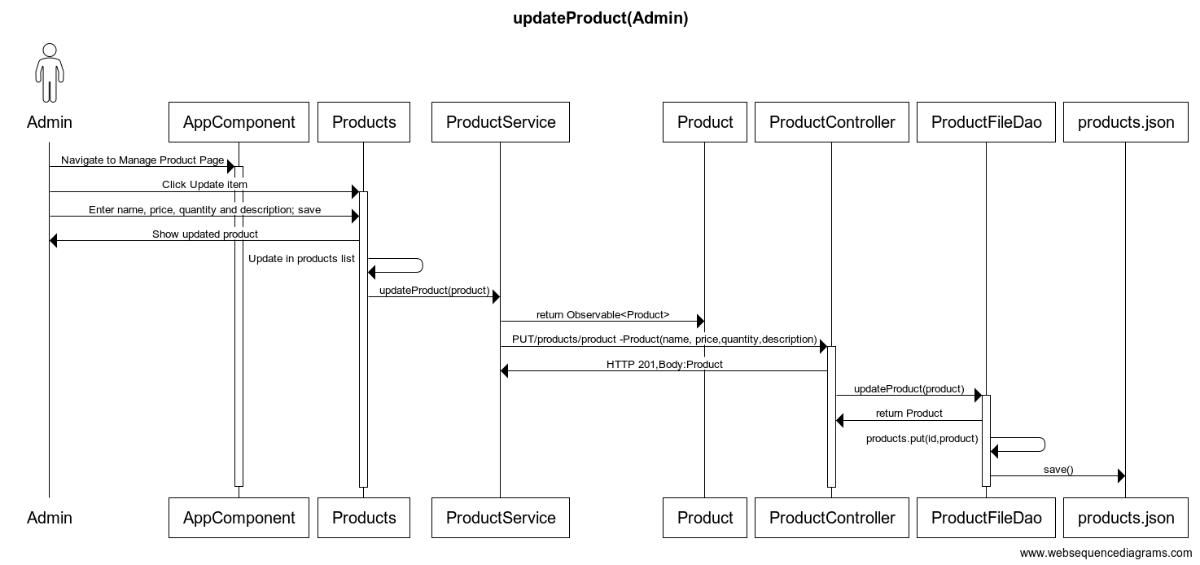 updateProduct(Admin)
Admin
AppComponent
Products
ProductService
Product
ProductController
ProductFileDao
products.json
Navigate to Manage Product Page
Click Update item
Enter name, price, quantity and description; save
Show updated product
Update in products list
updateProduct(product)
return Observable<Product>
PUT/products/product -Product(name, price,quantity,description)
HTTP 201,Body:Product
updateProduct(product)
return Product
products.put(id,product)
save()
Admin
AppComponent
Products
ProductService
Product
ProductController
ProductFileDao
products.json
www.websequencediagrams.com